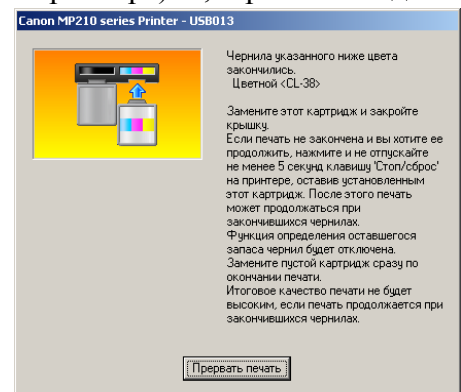 Canon MP210 series Printer - USB013
Чернила указанного ниже цвета
закончились.
Цветной <CL-38>
Замените этот картридж и закройте
крышку.
Если печать не закончена и вы хотите ее
продолжить, нажмите и не отпускайте
не менее 5 секунд клавишу 'Стоп/сброс'
на принтере, оставив установленным
этот картридж. После этого печать
может продолжаться при
закончившихся чернилах.
Функция определения оставшегося
запаса чернил будет отключена.
Замените пустой картридж сразу по
окончании печати.
Итоговое качество печати не будет
высоким, если печать продолжается при
закончившихся чернилах.
Прервать печать